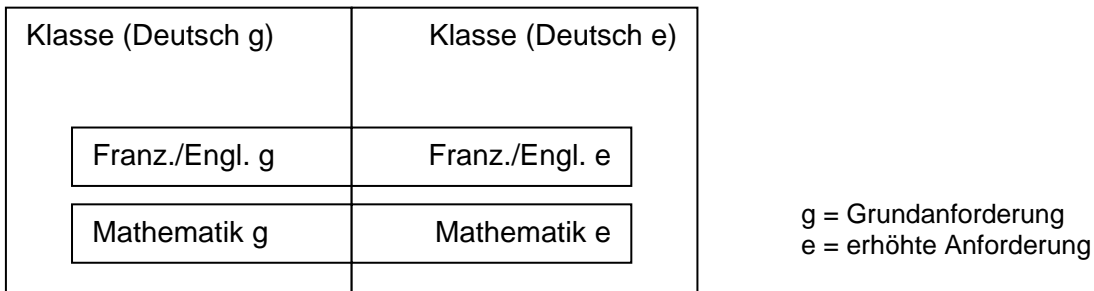 Klasse (Deutsch g) Klasse (Deutsch e)
Franz./Engl. g Franz./Engl. e
Mathematik g Mathematik e
g = Grundanforderung
e = erhöhte Anforderung